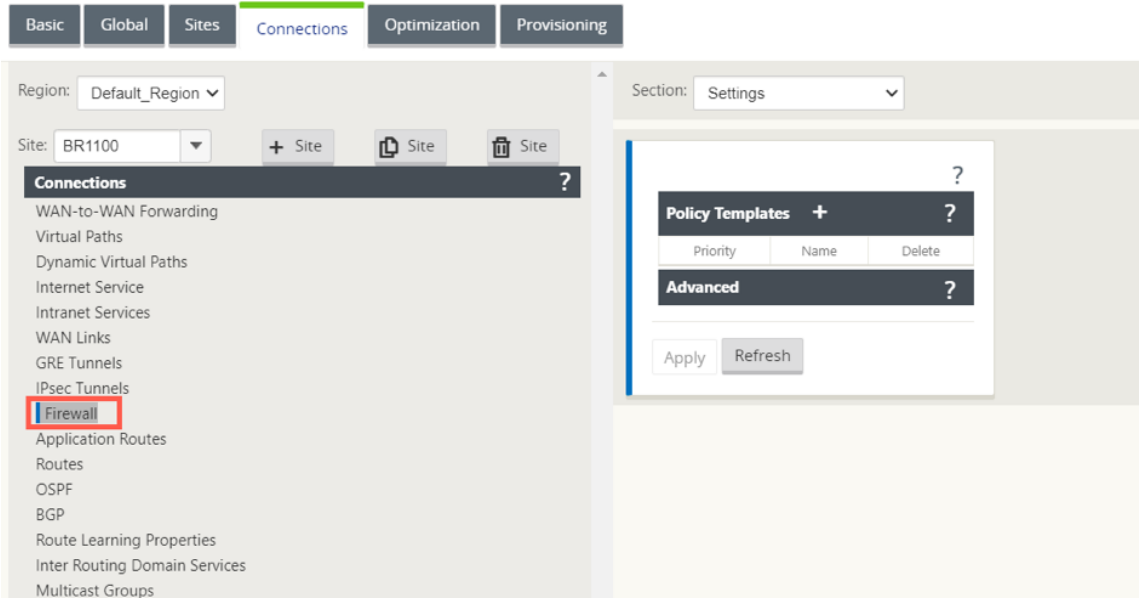 Basic Global Sites Connections Optimization Provisioning
Region: Default_Region
Site: BR1100 + Site Site Site
Connections ?
WAN-to-WAN Forwarding
Virtual Paths
Dynamic Virtual Paths
Internet Service
Intranet Services
WAN Links
GRE Tunnels
IPsec Tunnels
Firewall
Application Routes
Routes
OSPF
BGP
Route Learning Properties
Inter Routing Domain Services
Multicast Groups
Section: Settings
?
Policy Templates + ?
Priority Name Delete
Advanced ?
Apply Refresh